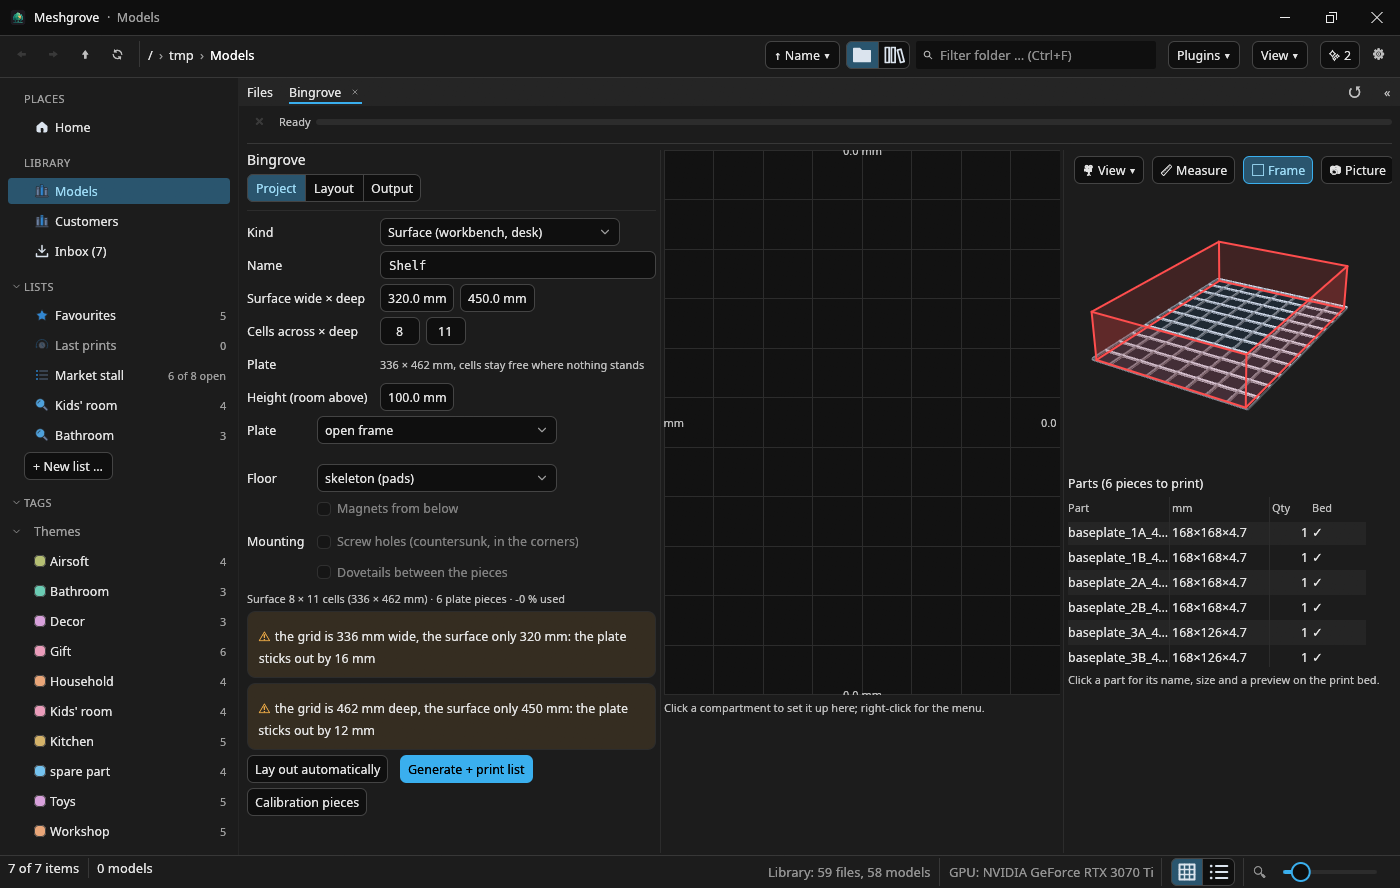 Meshgrove · Models
/ › tmp › Models
↑ Name ▾
Filter folder ... (Ctrl+F)
Plugins ▾
View ▾
2
PLACES
Home
LIBRARY
Models
Customers
Inbox (7)
LISTS
Favourites 5
Last prints 0
Market stall 6 of 8 open
Kids' room 4
Bathroom 3
+ New list ...
TAGS
Themes
Airsoft 4
Bathroom 3
Decor 3
Gift 6
Household 4
Kids' room 4
Kitchen 5
spare part 4
Toys 5
Workshop 5
Files
Bingrove ×
«
Ready
Bingrove
Project Layout Output
Kind Surface (workbench, desk)
Name Shelf
Surface wide × deep 320.0 mm 450.0 mm
Cells across × deep 8 11
Plate 336 × 462 mm, cells stay free where nothing stands
Height (room above) 100.0 mm
Plate open frame
Floor skeleton (pads)
Magnets from below
Mounting Screw holes (countersunk, in the corners)
Dovetails between the pieces
Surface 8 × 11 cells (336 × 462 mm) · 6 plate pieces · -0 % used
⚠ the grid is 336 mm wide, the surface only 320 mm: the plate
sticks out by 16 mm
⚠ the grid is 462 mm deep, the surface only 450 mm: the plate
sticks out by 12 mm
Lay out automatically
Generate + print list
Calibration pieces
0.0 mm
mm
0.0
0.0 mm
Click a compartment to set it up here; right-click for the menu.
View ▾
Measure
Frame
Picture
Parts (6 pieces to print)
Part mm Qty Bed
baseplate_1A_4... 168×168×4.7 1 ✓
baseplate_1B_4... 168×168×4.7 1 ✓
baseplate_2A_4... 168×168×4.7 1 ✓
baseplate_2B_4... 168×168×4.7 1 ✓
baseplate_3A_4... 168×126×4.7 1 ✓
baseplate_3B_4... 168×126×4.7 1 ✓
Click a part for its name, size and a preview on the print bed.
7 of 7 items
0 models
Library: 59 files, 58 models
GPU: NVIDIA GeForce RTX 3070 Ti